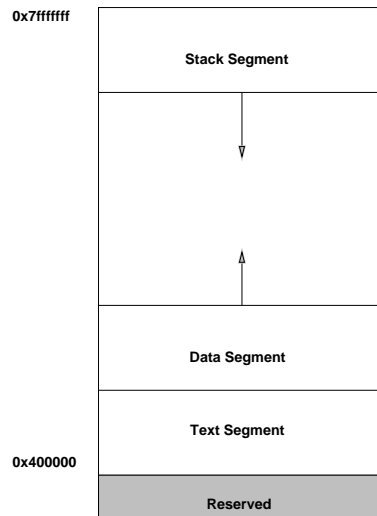 0x7fffffff
Stack Segment
Data Segment
Text Segment
0x400000
Reserved